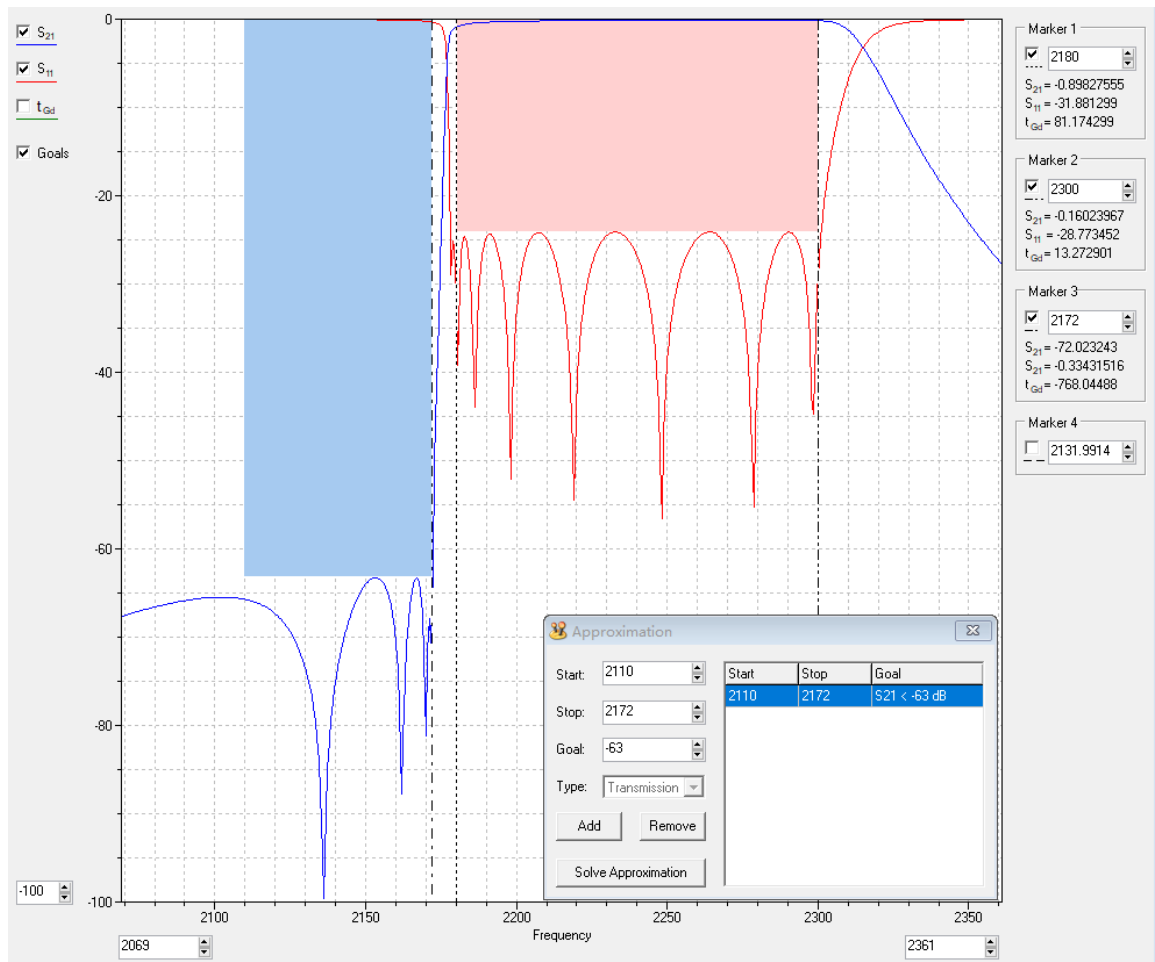 S21
S11
tGd
Goals
0
-20
-40
-60
-80
-100
-100
2100
2150
2200
2250
2300
2350
Frequency
2069
2361
Marker 1
2180
S21= -0.89827555
S11= -31.881299
tGd= 81.174299
Marker 2
2300
S21= -0.16023967
S11= -28.773452
tGd= 13.272901
Marker 3
2172
S21= -72.023243
S21= -0.33431516
tGd= -768.04488
Marker 4
2131.9914
Approximation
Start: 2110
Stop: 2172
Goal: -63
Type: Transmission
Add Remove
Solve Approximation
Start Stop Goal
2110 2172 S21 < -63 dB